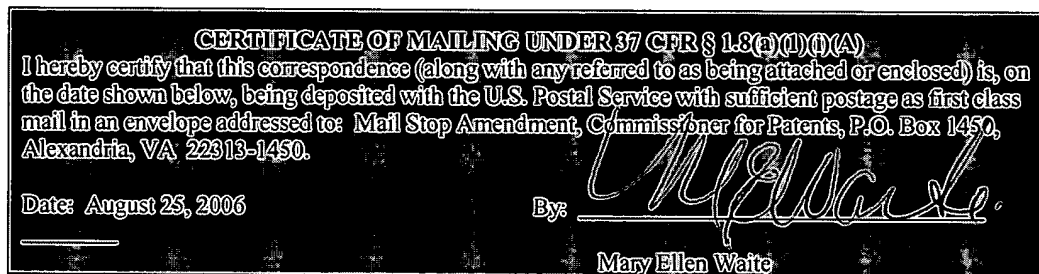 CERTIFICATE OF MAILING UNDER 37 CFR § 1.8(a)(1)(i)(A)
I hereby certify that this correspondence (along with any referred to as being attached or enclosed) is, on
the date shown below, being deposited with the U.S. Postal Service with sufficient postage as first class
mail in an envelope addressed to: Mail Stop Amendment, Commissioner for Patents, P.O. Box 1450,
Alexandria, VA 22313-1450.
Date: August 25, 2006 By: MEWaite
Mary Ellen Waite